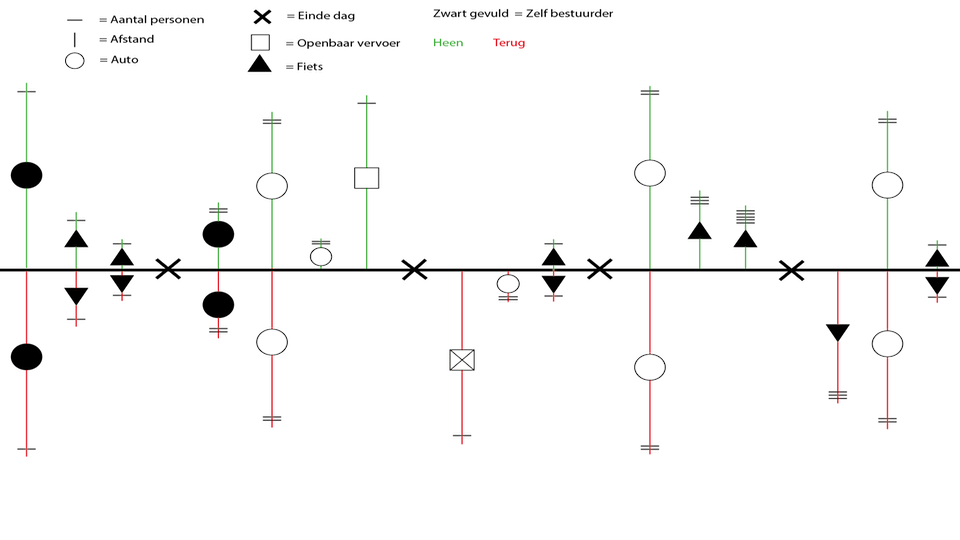 = Aantal personen
= Afstand
= Auto
= Einde dag
= Openbaar vervoer
= Fiets
Zwart gevuld = Zelf bestuurder
Heen Terug